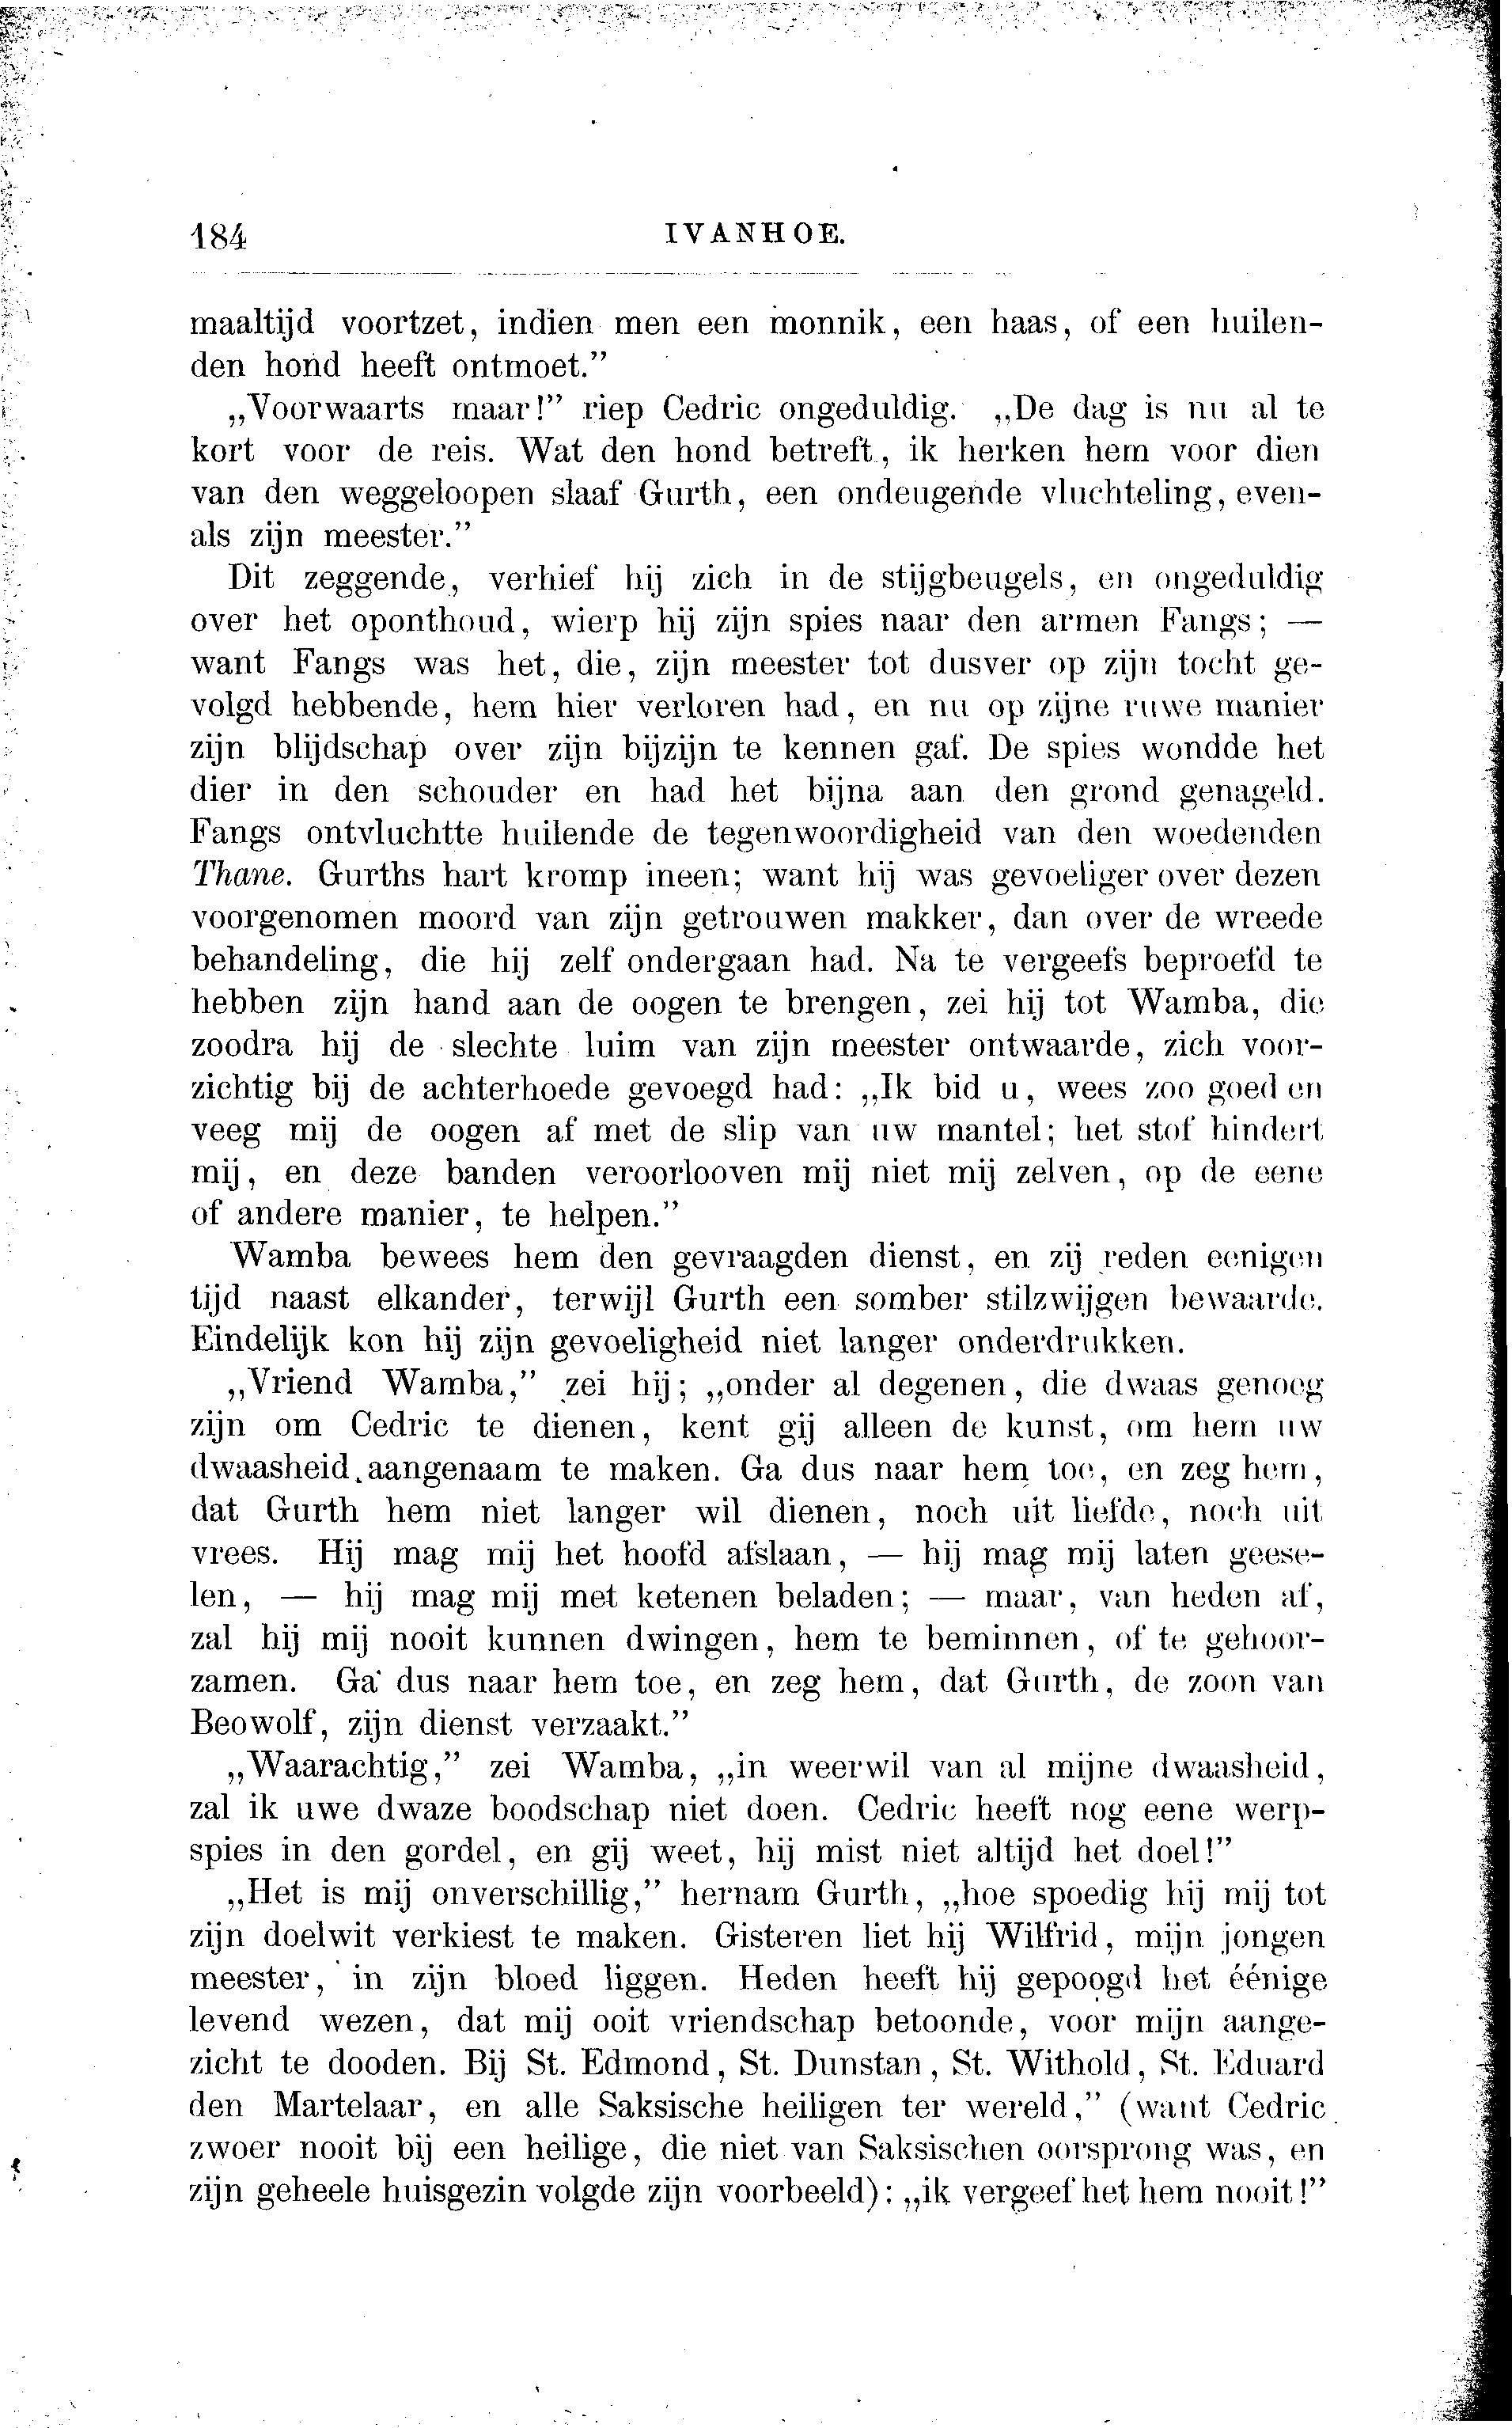 184 IVANHOE.
maaltijd voortzet, indien men een monnik, een haas, of een huilen-
den hond heeft ontmoet.”
„Voorwaarts maar!” riep Cedric ongeduldig. „De dag is nu al te
kort voor de reis. Wat den hond betreft, ik herken hem voor dien
van den weggeloopen slaaf Gurth, een ondeugende vluchteling, even-
als zijn meester.”
Dit zeggende, verhief hij zich in de stijgbeugels, en ongeduldig
over het oponthoud, wierp hij zijn spies naar den armen Fangs; —
want Fangs was het, die, zijn meester tot dusver op zijn tocht ge-
volgd hebbende, hem hier verloren had, en nu op zijne ruwe manier
zijn blijdschap over zijn bijzijn te kennen gaf. De spies wondde het
dier in den schouder en had het bijna aan den grond genageld.
Fangs ontvluchtte huilende de tegenwoordigheid van den woedenden
Thane. Gurths hart kromp ineen; want hij was gevoeliger over dezen
voorgenomen moord van zijn getrouwen makker, dan over de wreede
behandeling, die hij zelf ondergaan had. Na te vergeefs beproefd te
hebben zijn hand aan de oogen te brengen, zei hij tot Wamba, die
zoodra hij de slechte luim van zijn meester ontwaarde, zich voor-
zichtig bij de achterhoede gevoegd had: „Ik bid u, wees zoo goed en
veeg mij de oogen af met de slip van uw mantel; het stof hindert
mij, en deze banden veroorlooven mij niet mij zelven, op de eene
of andere manier, te helpen.”
Wamba bewees hem den gevraagden dienst, en zij reden eenigen
tijd naast elkander, terwijl Gurth een somber stilzwijgen bewaarde.
Eindelijk kon hij zijn gevoeligheid niet langer onderdrukken.
„Vriend Wamba,” zei hij; „onder al degenen, die dwaas genoeg
zijn om Cedric te dienen, kent gij alleen de kunst, om hem uw
dwaasheid aangenaam te maken. Ga dus naar hem toe, en zeg hem,
dat Gurth hem niet langer wil dienen, noch uit liefde, noch uit
vrees. Hij mag mij het hoofd afslaan, — hij mag mij laten geese-
len, — hij mag mij met ketenen beladen; — maar, van heden af,
zal hij mij nooit kunnen dwingen, hem te beminnen, of te gehoor-
zamen. Ga dus naar hem toe, en zeg hem, dat Gurth, de zoon van
Beowolf, zijn dienst verzaakt.”
„Waarachtig,” zei Wamba, „in weerwil van al mijne dwaasheid,
zal ik uwe dwaze boodschap niet doen. Cedric heeft nog eene werp-
spies in den gordel, en gij weet, hij mist niet altijd het doel!”
„Het is mij onverschillig,” hernam Gurth, „hoe spoedig hij mij tot
zijn doelwit verkiest te maken. Gisteren liet hij Wilfrid, mijn jongen
meester, in zijn bloed liggen. Heden heeft hij gepoogd het éénige
levend wezen, dat mij ooit vriendschap betoonde, voor mijn aange-
zicht te dooden. Bij St. Edmond, St. Dunstan, St. Withold, St. Eduard
den Martelaar, en alle Saksische heiligen ter wereld,” (want Cedric
zwoer nooit bij een heilige, die niet van Saksischen oorsprong was, en
zijn geheele huisgezin volgde zijn voorbeeld): „ik vergeef het hem nooit!”